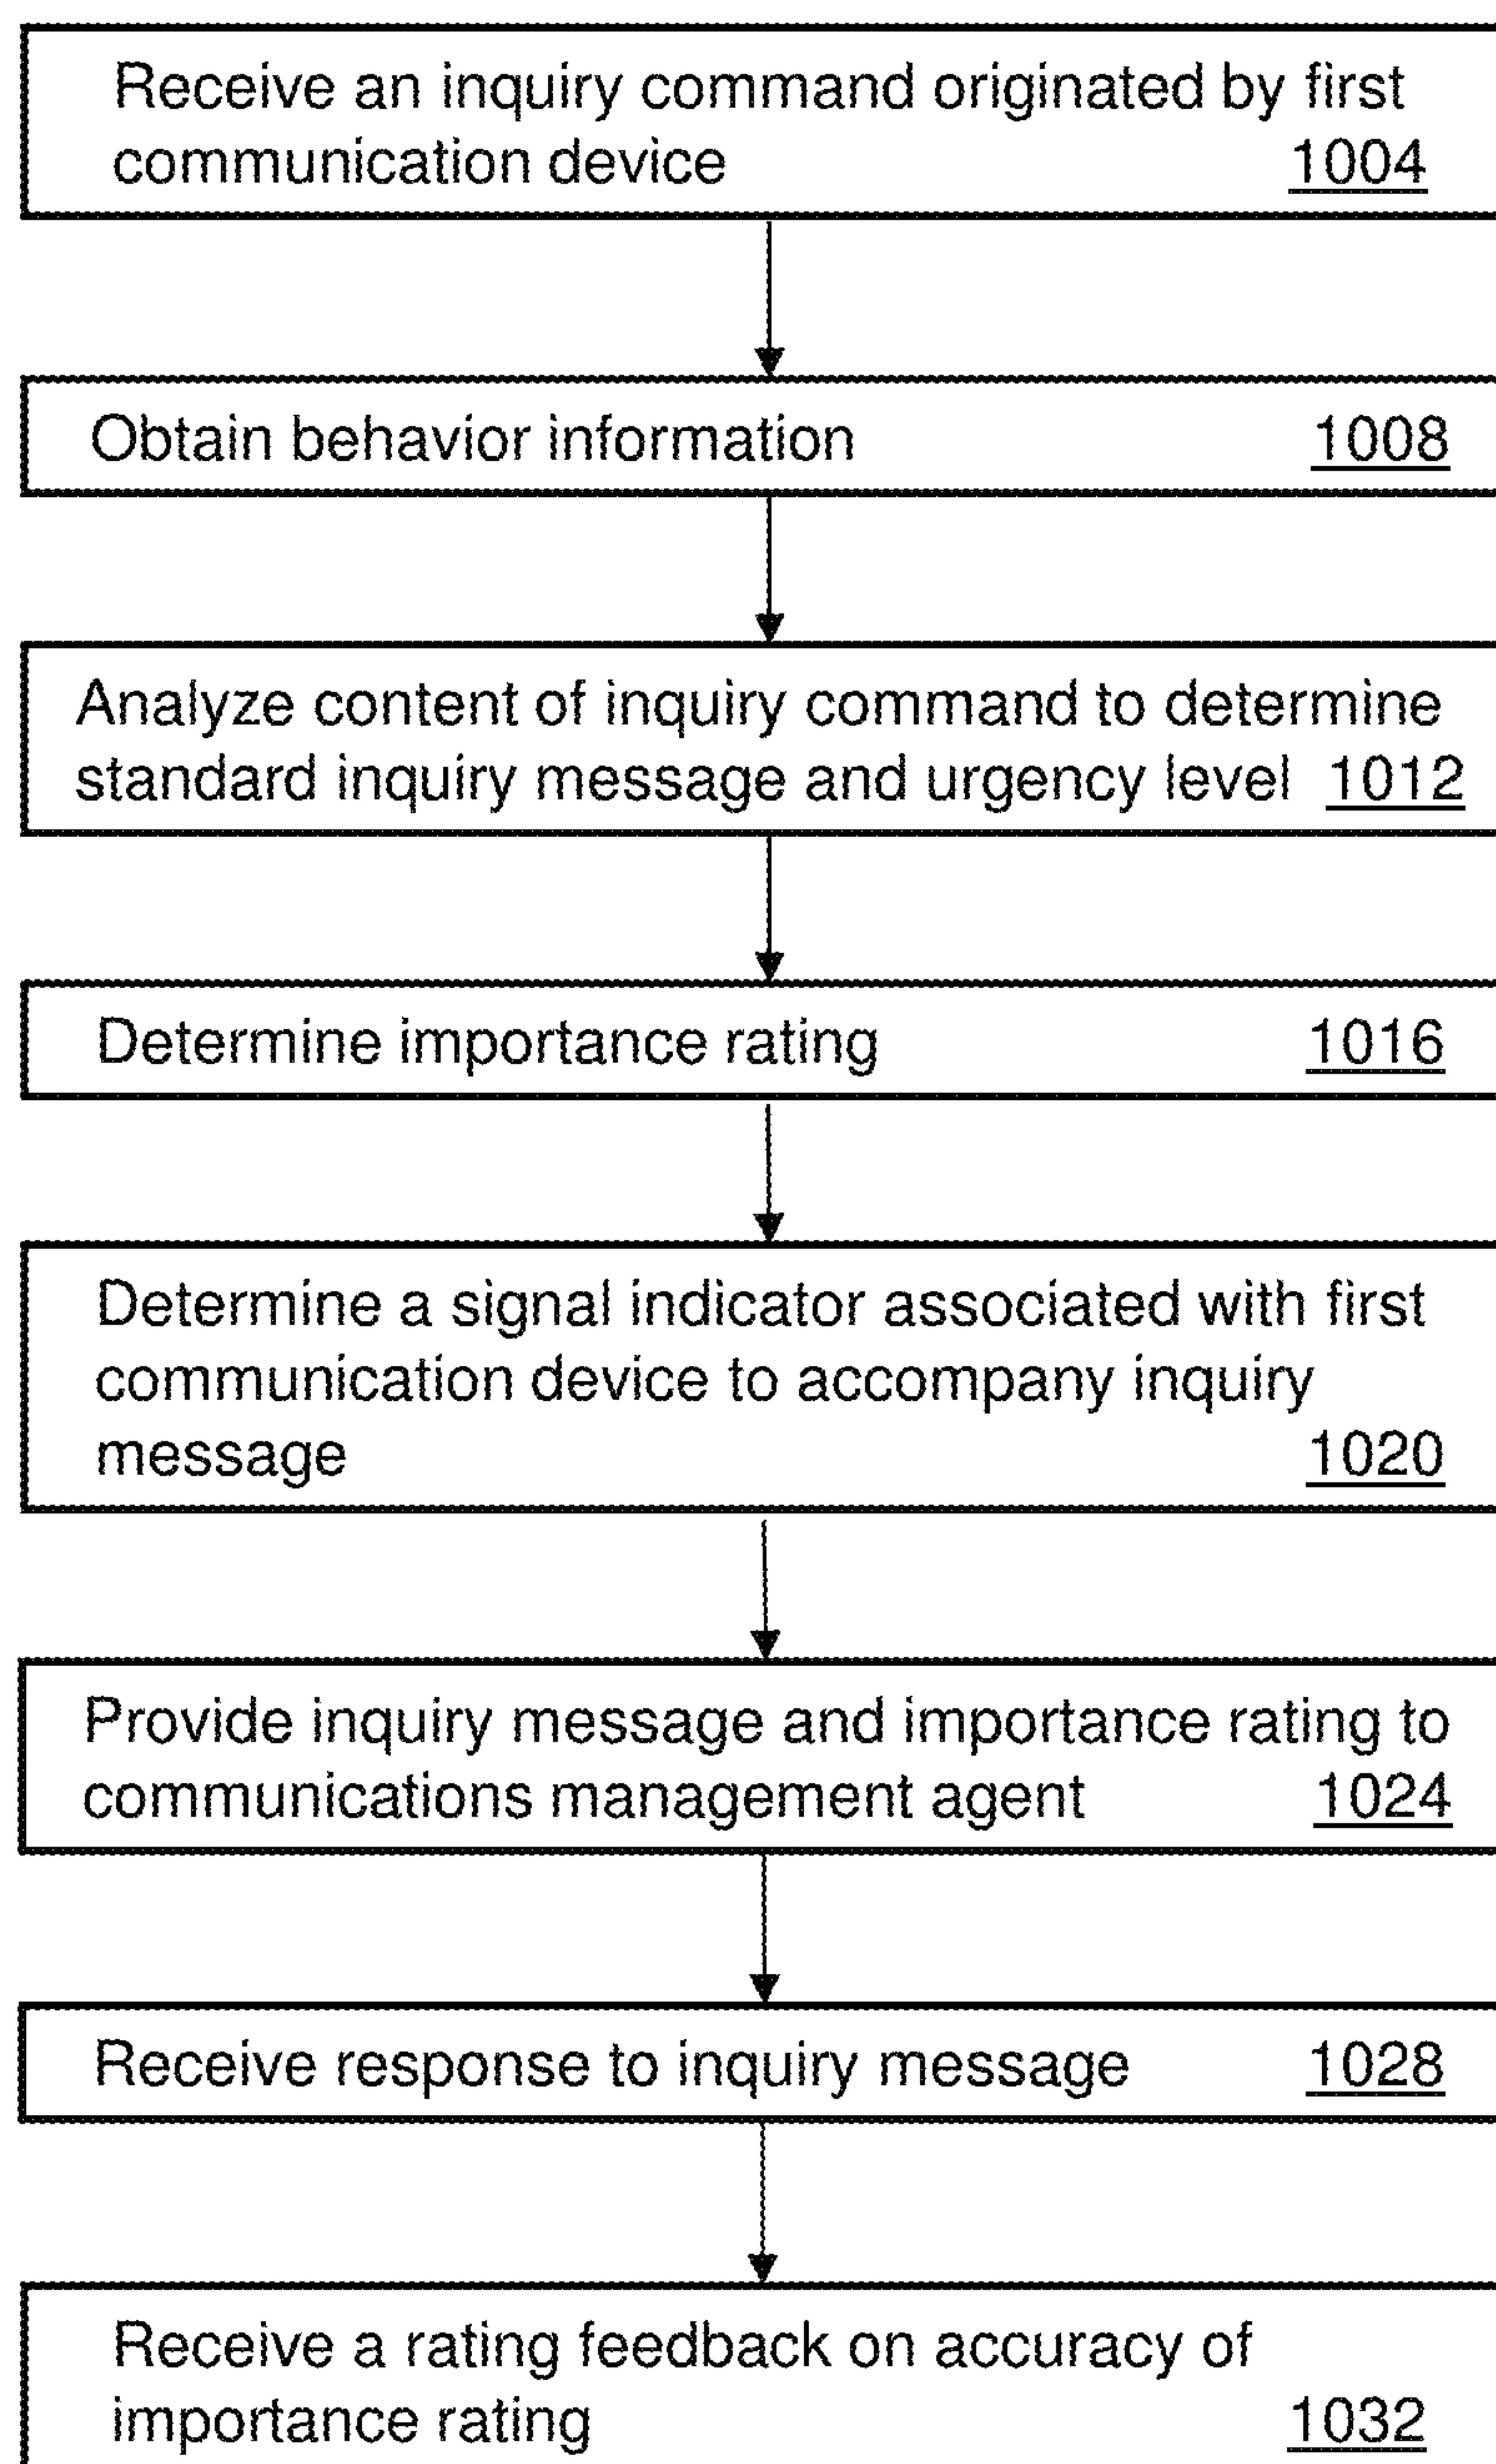 Receive an inquiry command originated by first
communication device 1004
Obtain behavior information 1008
Analyze content of inquiry command to determine
standard inquiry message and urgency level 1012
Determine importance rating 1016
Determine a signal indicator associated with first
communication device to accompany inquiry
message 1020
Provide inquiry message and importance rating to
communications management agent 1024
Receive response to inquiry message 1028
Receive a rating feedback on accuracy of
importance rating 1032